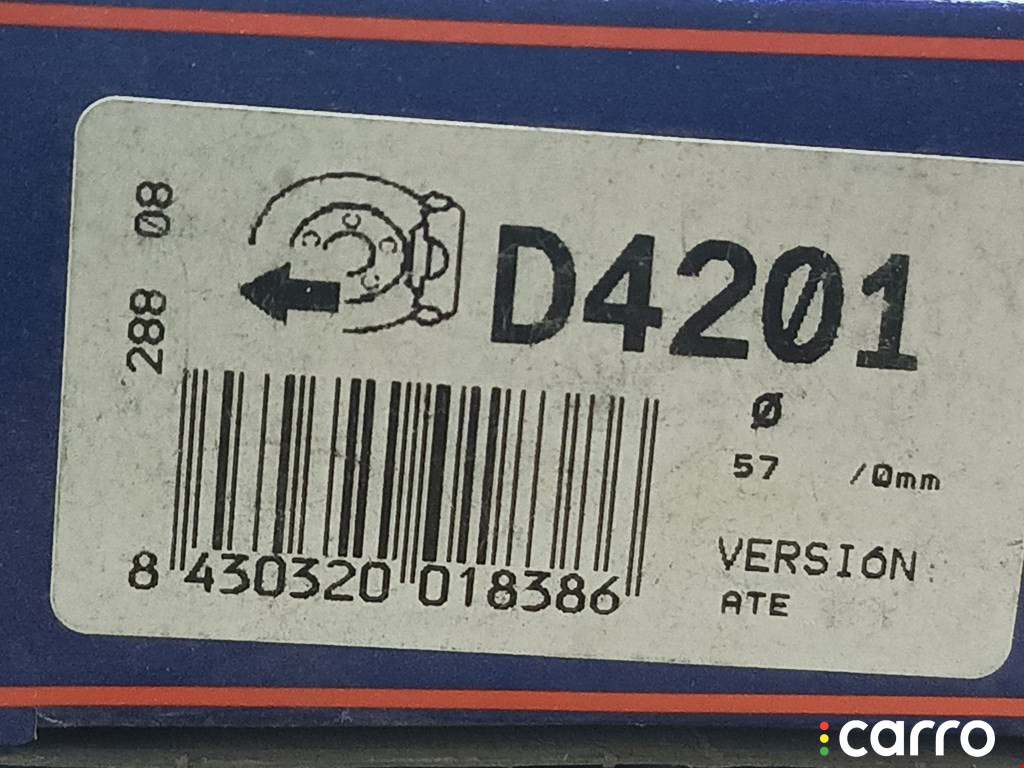 288 08
D4201
Ø
57 /0mm
VERSIÓN:
ATE
8 430320 018386
carro